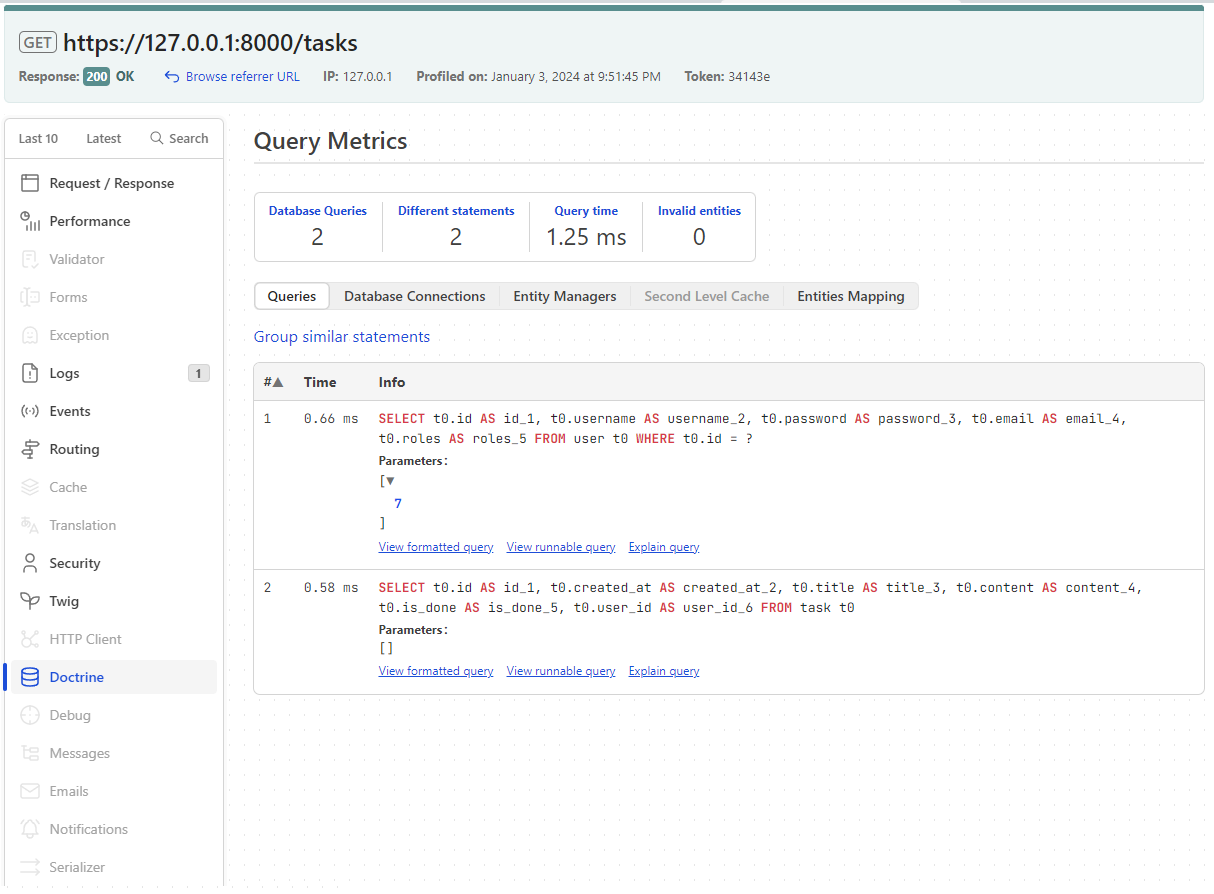 GET https://127.0.0.1:8000/tasks
Response: 200 OK Browse referrer URL IP: 127.0.0.1 Profiled on: January 3, 2024 at 9:51:45 PM Token: 34143e
Last 10 Latest Search
Request / Response
Performance
Validator
Forms
Exception
Logs 1
Events
Routing
Cache
Translation
Security
Twig
HTTP Client
Doctrine
Debug
Messages
Emails
Notifications
Serializer
Query Metrics
Database Queries Different statements Query time Invalid entities
2 2 1.25 ms 0
Queries Database Connections Entity Managers Second Level Cache Entities Mapping
Group similar statements
#▲ Time Info
1 0.66 ms SELECT t0.id AS id_1, t0.username AS username_2, t0.password AS password_3, t0.email AS email_4,
t0.roles AS roles_5 FROM user t0 WHERE t0.id = ?
Parameters:
[▼
7
]
View formatted query View runnable query Explain query
2 0.58 ms SELECT t0.id AS id_1, t0.created_at AS created_at_2, t0.title AS title_3, t0.content AS content_4,
t0.is_done AS is_done_5, t0.user_id AS user_id_6 FROM task t0
Parameters:
[]
View formatted query View runnable query Explain query